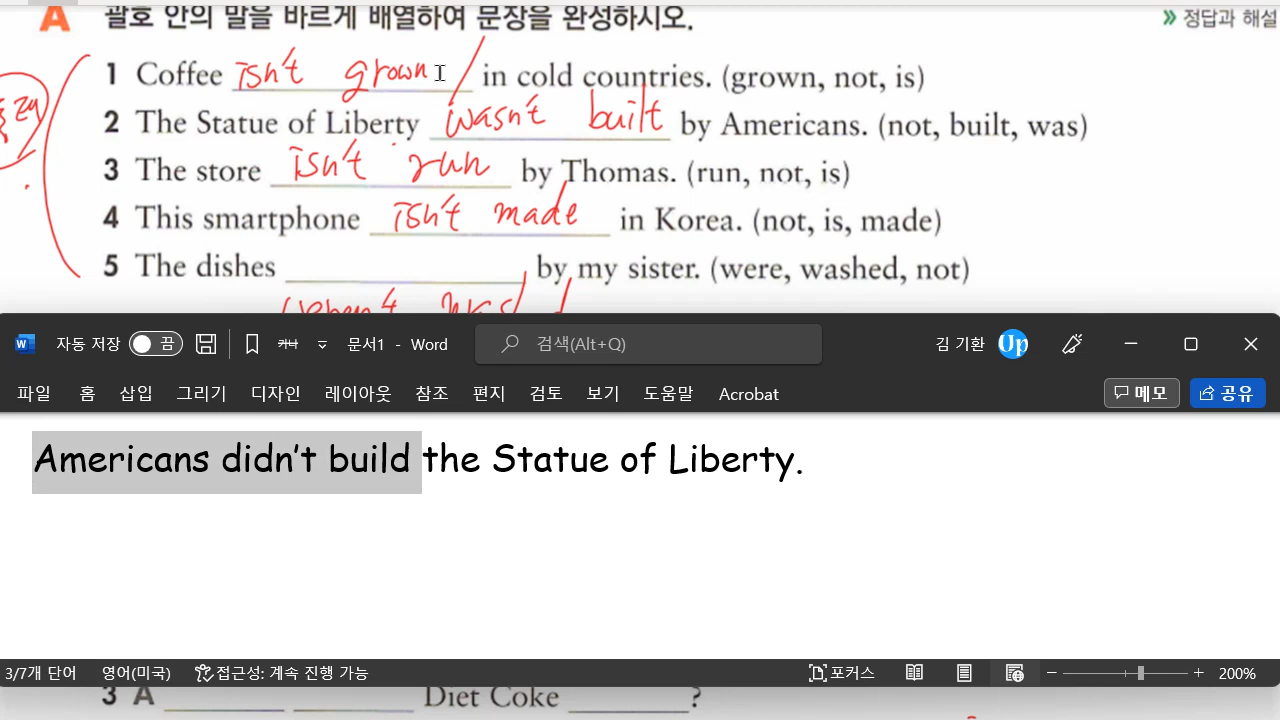 A 괄호 안의 말을 바르게 배열하여 문장을 완성하시오. » 정답과 해설
1 Coffee isn't grown in cold countries. (grown, not, is)
2 The Statue of Liberty wasn't built by Americans. (not, built, was)
3 The store isn't run by Thomas. (run, not, is)
4 This smartphone isn't made in Korea. (not, is, made)
5 The dishes by my sister. (were, washed, not)
weren't
자동 저장 끔 문서1 - Word 검색(Alt+Q) 김 기환 Up
파일 홈 삽입 그리기 디자인 레이아웃 참조 편지 검토 보기 도움말 Acrobat 메모 공유
Americans didn't build the Statue of Liberty.
3/7개 단어 영어(미국) 접근성: 계속 진행 가능 포커스 200%
3 A Diet Coke ?